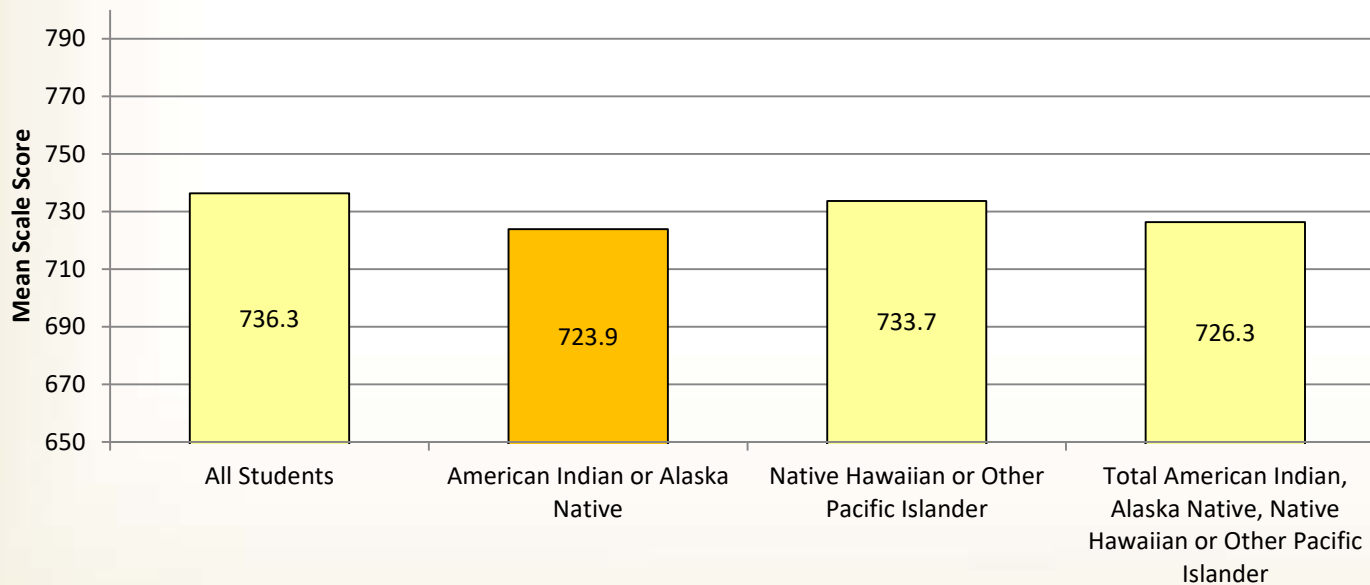 790
770
750
730
710
690
670
650
Mean Scale Score
736.3
723.9
733.7
726.3
All Students
American Indian or Alaska
Native
Native Hawaiian or Other
Pacific Islander
Total American Indian,
Alaska Native, Native
Hawaiian or Other Pacific
Islander